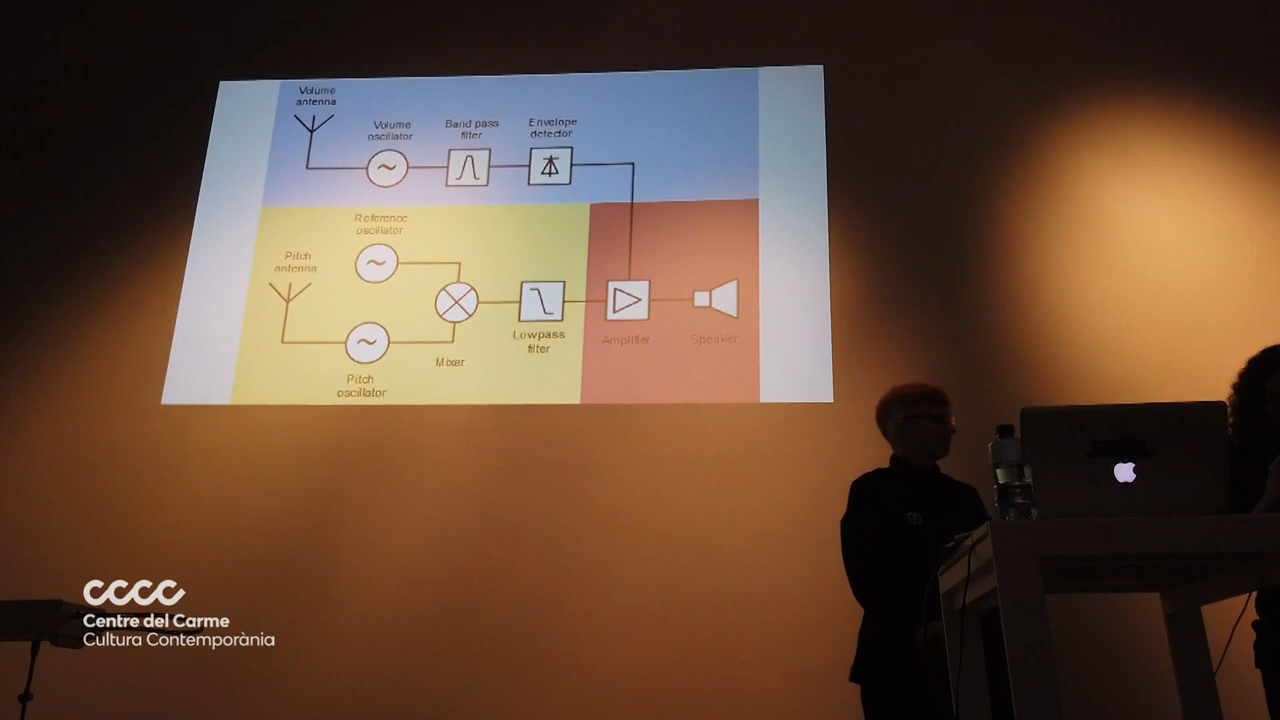 Volume
antenna
Volume
oscillator
Band pass
filter
Envelope
detector
Reference
oscillator
Pitch
antenna
Lowpass
filter
Amplifier
Speaker
Mixer
Pitch
oscillator
cccc
Centre del Carme
Cultura Contemporània